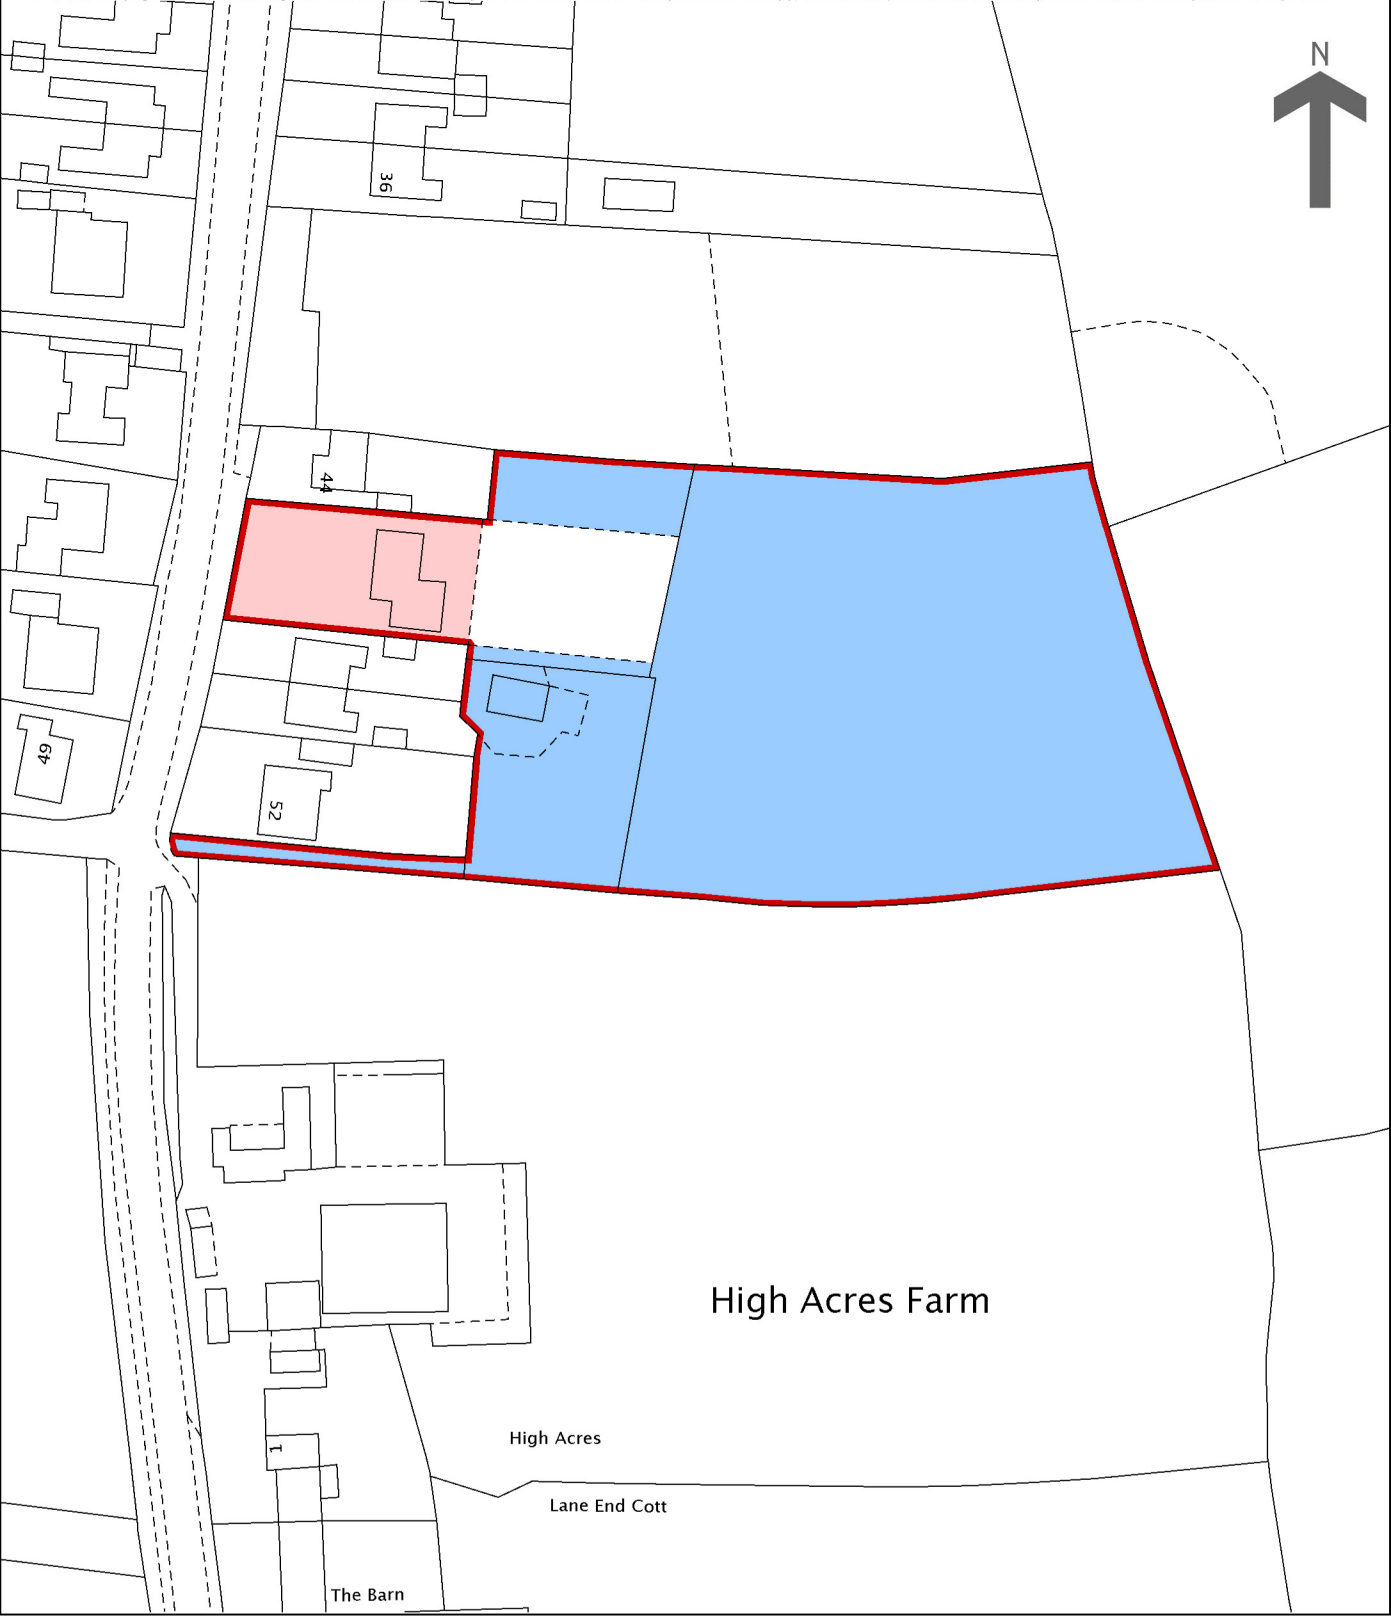 N
36
44
49
52
High Acres Farm
High Acres
1
Lane End Cott
The Barn